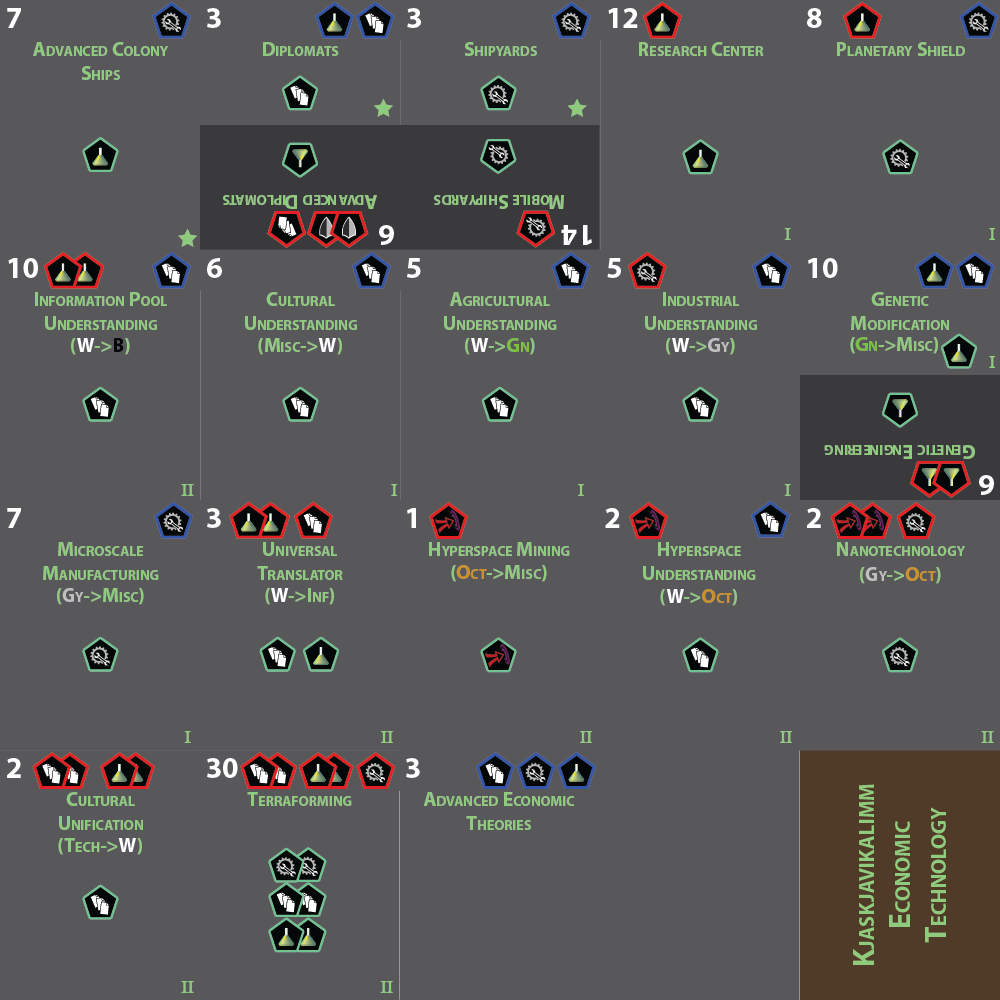 7
Advanced Colony
Ships
3
Diplomats
Advanced Diplomats
6
3
Shipyards
Mobile Shipyards
14
12
Research Center
I
8
Planetary Shield
I
10
Information Pool
Understanding
(W->B)
II
6
Cultural
Understanding
(Misc->W)
I
5
Agricultural
Understanding
(W->Gn)
I
5
Industrial
Understanding
(W->Gy)
I
10
Genetic
Modification
(Gn->Misc)
I
Genetic Engineering
6
7
Microscale
Manufacturing
(Gy->Misc)
I
3
Universal
Translator
(W->Inf)
II
1
Hyperspace Mining
(Oct->Misc)
II
2
Hyperspace
Understanding
(W->Oct)
II
2
Nanotechnology
(Gy->Oct)
II
2
Cultural
Unification
(Tech->W)
II
30
Terraforming
II
3
Advanced Economic
Theories
Kjaskjavikalimm
Economic
Technology